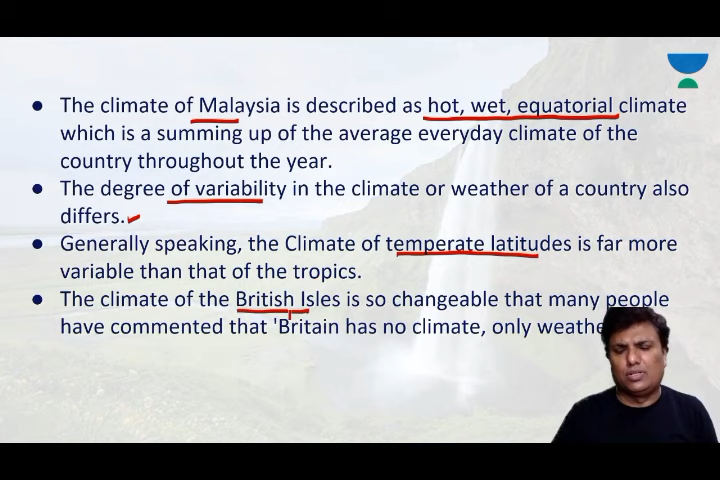 ● The climate of Malaysia is described as hot, wet, equatorial climate
which is a summing up of the average everyday climate of the
country throughout the year.
● The degree of variability in the climate or weather of a country also
differs.
● Generally speaking, the Climate of temperate latitudes is far more
variable than that of the tropics.
● The climate of the British Isles is so changeable that many people
have commented that 'Britain has no climate, only